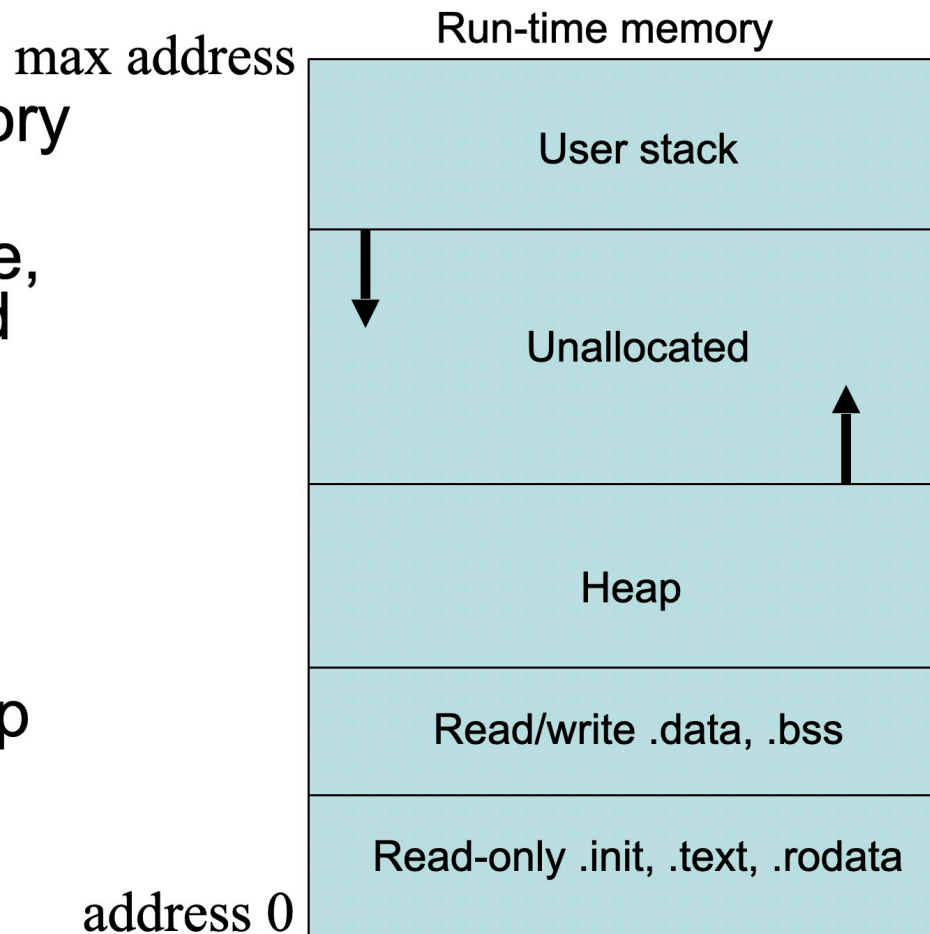 Run-time memory
max address
ory
User stack
e,
d
Unallocated
Heap
p
Read/write .data, .bss
Read-only .init, .text, .rodata
address 0